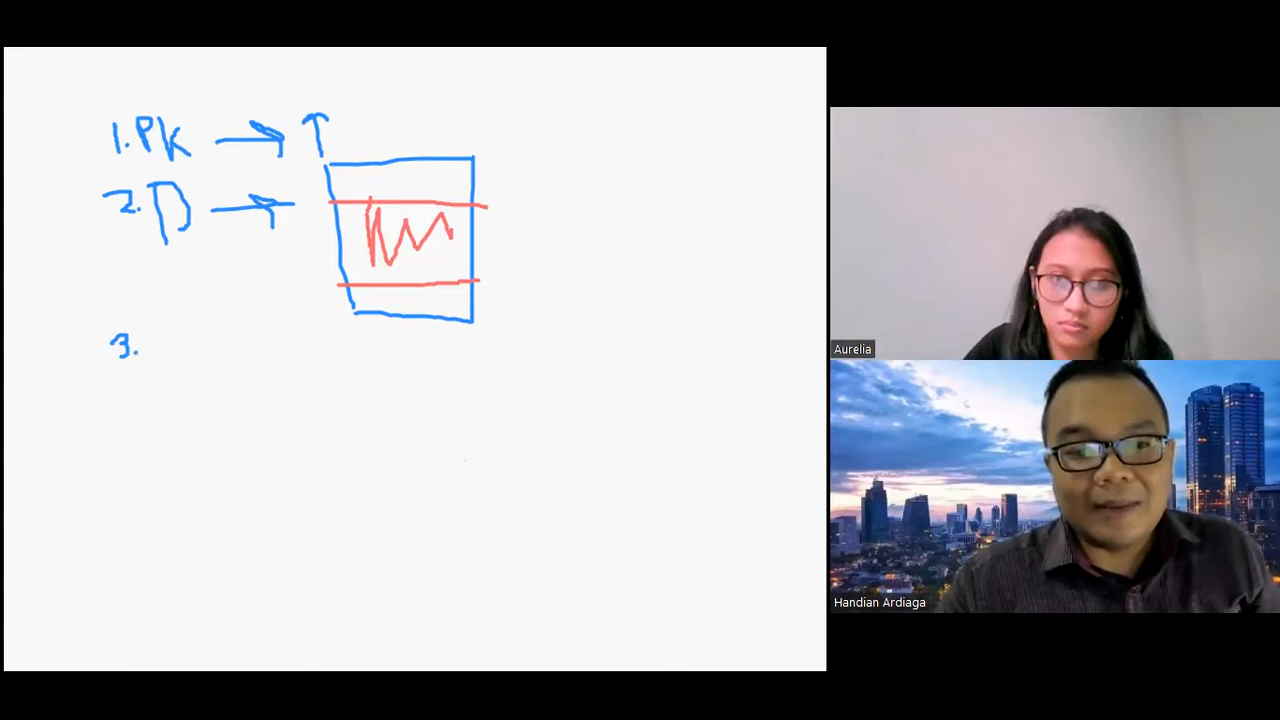 1. PK → ↑
2. D →
3.
Aurelia
Handian Ardiaga